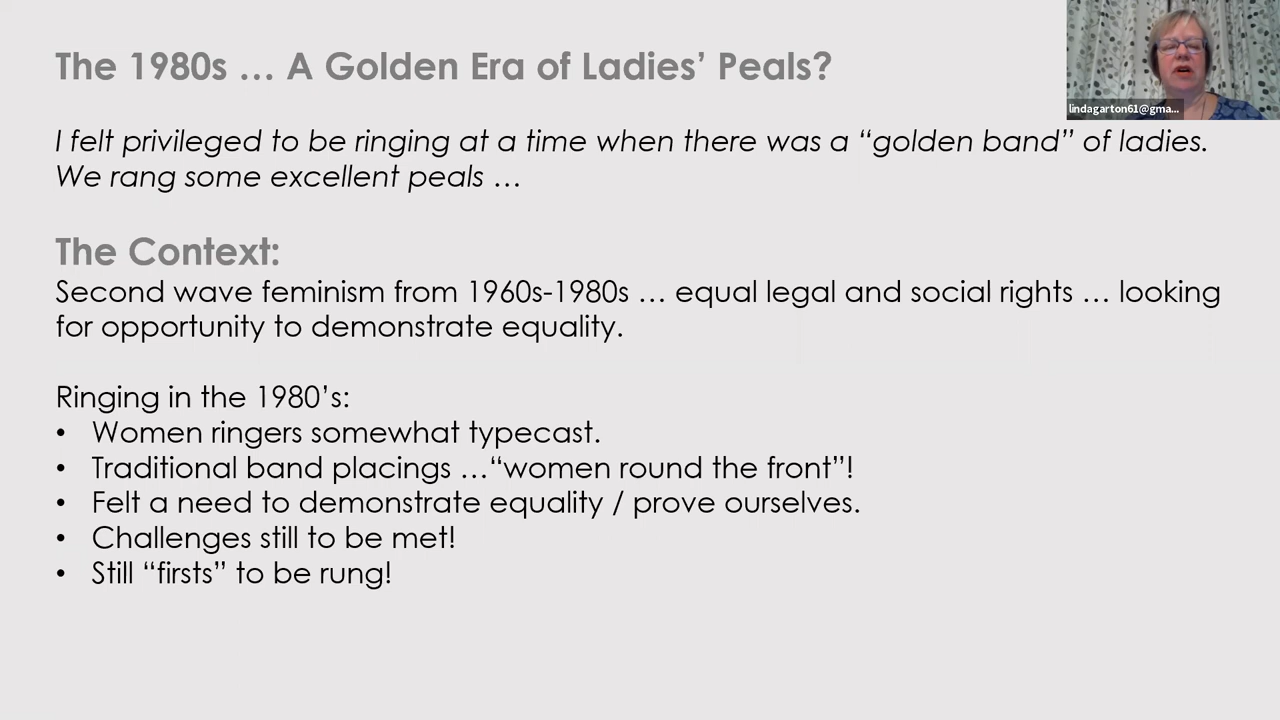 The 1980s … A Golden Era of Ladies’ Peals?
lindagarton61@gma...
I felt privileged to be ringing at a time when there was a “golden band” of ladies.
We rang some excellent peals …
The Context:
Second wave feminism from 1960s-1980s … equal legal and social rights … looking
for opportunity to demonstrate equality.
Ringing in the 1980’s:
• Women ringers somewhat typecast.
• Traditional band placings …“women round the front”!
• Felt a need to demonstrate equality / prove ourselves.
• Challenges still to be met!
• Still “firsts” to be rung!